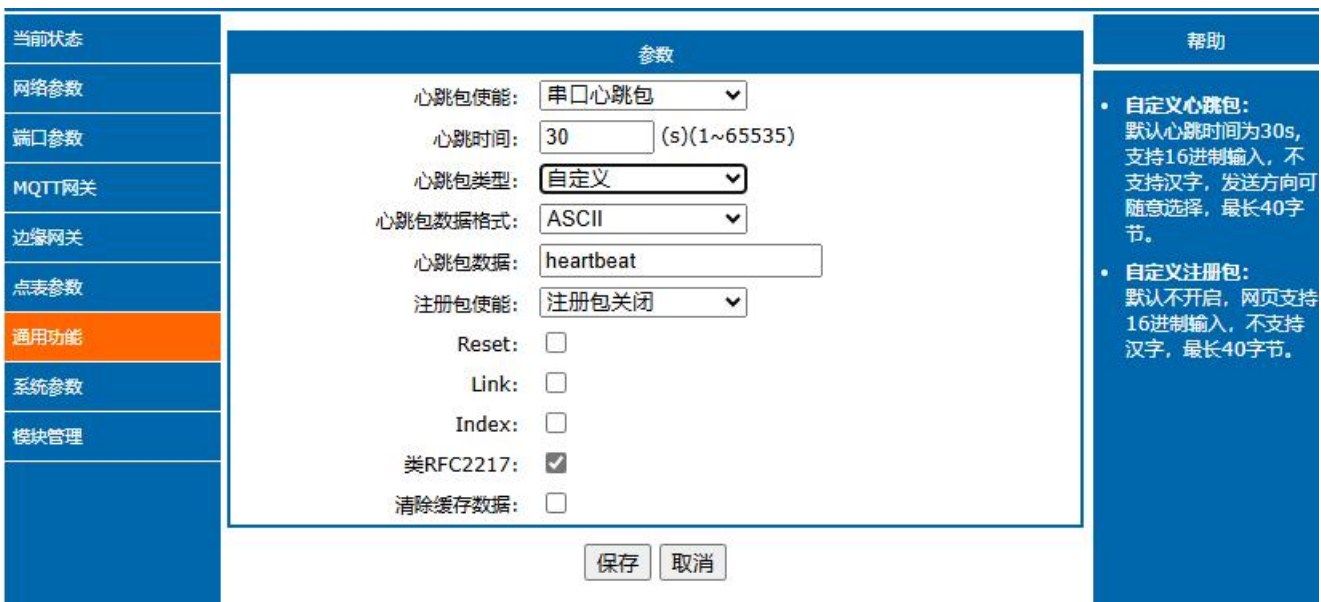 当前状态
网络参数
端口参数
MQTT网关
边缘网关
点表参数
通用功能
系统参数
模块管理
参数
心跳包使能: 串口心跳包
心跳时间: 30 (s)(1~65535)
心跳包类型: 自定义
心跳包数据格式: ASCII
心跳包数据: heartbeat
注册包使能: 注册包关闭
Reset:
Link:
Index:
类RFC2217:
清除缓存数据:
保存 取消
帮助
• 自定义心跳包:
默认心跳时间为30s,
支持16进制输入，不
支持汉字，发送方向可
随意选择，最长40字
节。
• 自定义注册包:
默认不开启，网页支持
16进制输入，不支持
汉字，最长40字节。